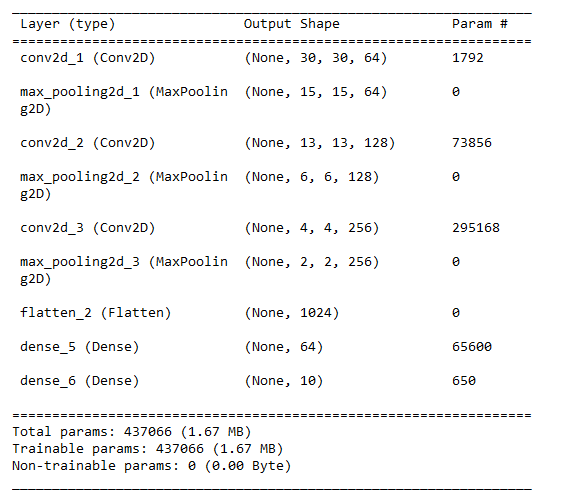 Layer (type) Output Shape Param #
=================================================================
conv2d_1 (Conv2D) (None, 30, 30, 64) 1792
max_pooling2d_1 (MaxPoolin (None, 15, 15, 64) 0
g2D)
conv2d_2 (Conv2D) (None, 13, 13, 128) 73856
max_pooling2d_2 (MaxPoolin (None, 6, 6, 128) 0
g2D)
conv2d_3 (Conv2D) (None, 4, 4, 256) 295168
max_pooling2d_3 (MaxPoolin (None, 2, 2, 256) 0
g2D)
flatten_2 (Flatten) (None, 1024) 0
dense_5 (Dense) (None, 64) 65600
dense_6 (Dense) (None, 10) 650
=================================================================
Total params: 437066 (1.67 MB)
Trainable params: 437066 (1.67 MB)
Non-trainable params: 0 (0.00 Byte)